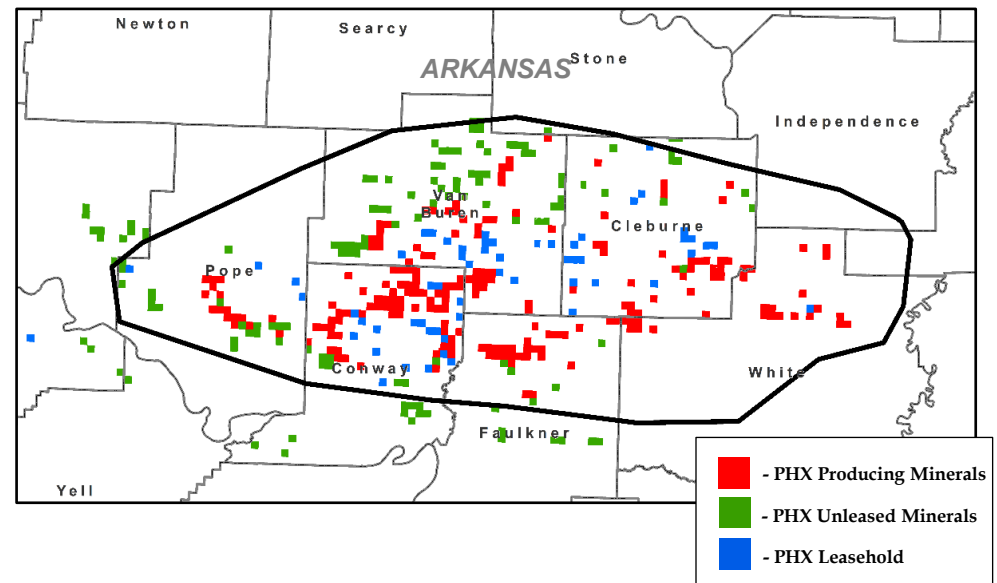 Newton
Searcy
Stone
ARKANSAS
Independence
Van
Buren
Cleburne
Pope
Conway
White
Faulkner
Yell
- PHX Producing Minerals
- PHX Unleased Minerals
- PHX Leasehold